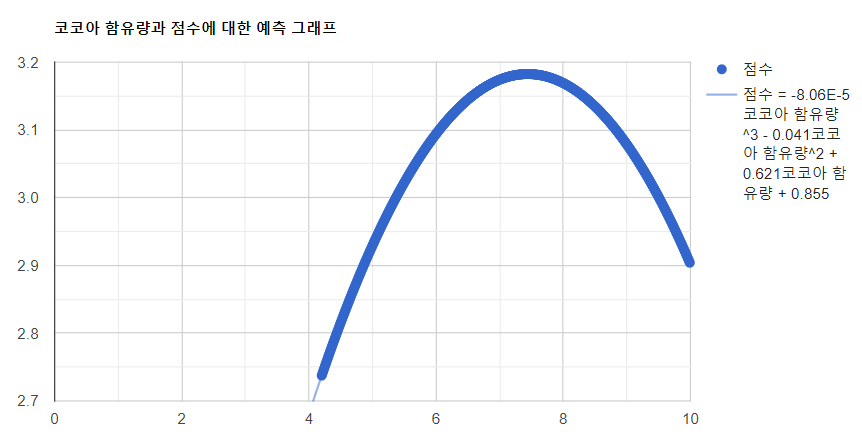 코코아 함유량과 점수에 대한 예측 그래프
3.2
3.1
3.0
2.9
2.8
2.7
0 2 4 6 8 10
점수
점수 = -8.06E-5
코코아 함유량
^3 - 0.041코코
아 함유량^2 +
0.621코코아 함
유량 + 0.855